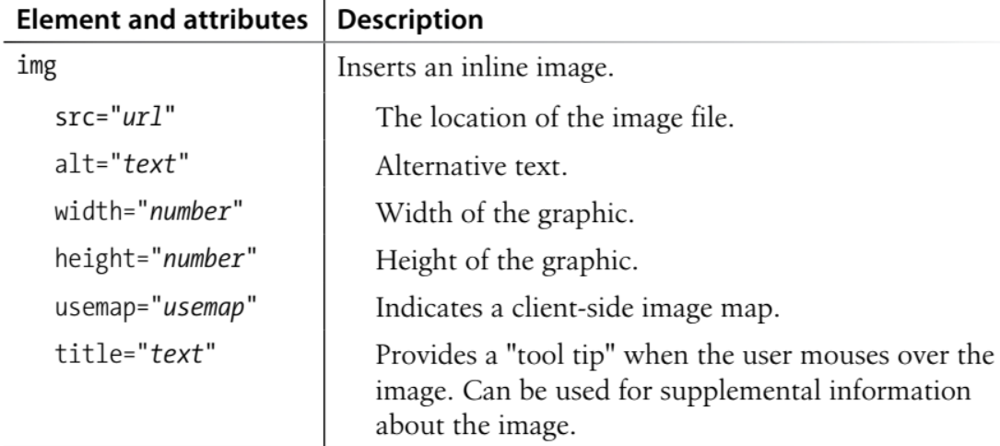 Element and attributes Description
img Inserts an inline image.
src="url" The location of the image file.
alt="text" Alternative text.
width="number" Width of the graphic.
height="number" Height of the graphic.
usemap="usemap" Indicates a client-side image map.
title="text" Provides a "tool tip" when the user mouses over the
image. Can be used for supplemental information
about the image.